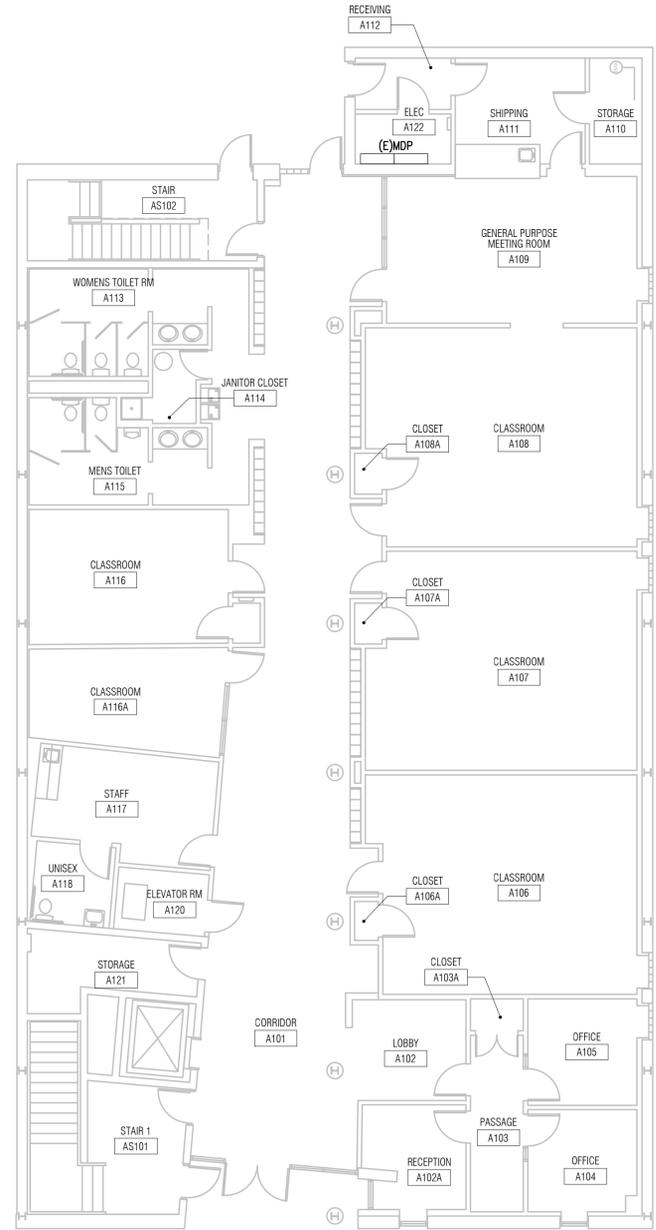 RECEIVING
A112
ELEC
A122
(E)MDP
SHIPPING
A111
STORAGE
A110
STAIR
AS102
GENERAL PURPOSE
MEETING ROOM
A109
WOMENS TOILET RM
A113
JANITOR CLOSET
A114
CLOSET
A108A
CLASSROOM
A108
MENS TOILET
A115
CLASSROOM
A116
CLOSET
A107A
CLASSROOM
A107
CLASSROOM
A116A
STAFF
A117
UNISEX
A118
ELEVATOR RM
A120
CLOSET
A106A
CLASSROOM
A106
STORAGE
A121
CLOSET
A103A
CORRIDOR
A101
LOBBY
A102
OFFICE
A105
STAIR 1
AS101
PASSAGE
A103
RECEPTION
A102A
OFFICE
A104
H
H
H
H
H
H
H